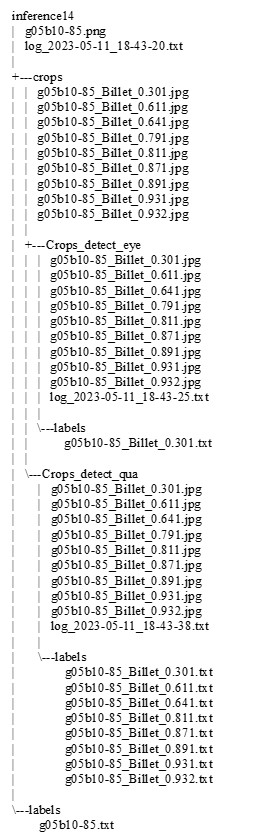 inference14
|   g05b10-85.png
|   log_2023-05-11_18-43-20.txt
|
+---crops
|   |   g05b10-85_Billet_0.301.jpg
|   |   g05b10-85_Billet_0.611.jpg
|   |   g05b10-85_Billet_0.641.jpg
|   |   g05b10-85_Billet_0.791.jpg
|   |   g05b10-85_Billet_0.811.jpg
|   |   g05b10-85_Billet_0.871.jpg
|   |   g05b10-85_Billet_0.891.jpg
|   |   g05b10-85_Billet_0.931.jpg
|   |   g05b10-85_Billet_0.932.jpg
|   |
|   +---Crops_detect_eye
|   |   |   g05b10-85_Billet_0.301.jpg
|   |   |   g05b10-85_Billet_0.611.jpg
|   |   |   g05b10-85_Billet_0.641.jpg
|   |   |   g05b10-85_Billet_0.791.jpg
|   |   |   g05b10-85_Billet_0.811.jpg
|   |   |   g05b10-85_Billet_0.871.jpg
|   |   |   g05b10-85_Billet_0.891.jpg
|   |   |   g05b10-85_Billet_0.931.jpg
|   |   |   g05b10-85_Billet_0.932.jpg
|   |   |   log_2023-05-11_18-43-25.txt
|   |   |
|   |   \---labels
|   |           g05b10-85_Billet_0.301.txt
|   |
|   \---Crops_detect_qua
|       |   g05b10-85_Billet_0.301.jpg
|       |   g05b10-85_Billet_0.611.jpg
|       |   g05b10-85_Billet_0.641.jpg
|       |   g05b10-85_Billet_0.791.jpg
|       |   g05b10-85_Billet_0.811.jpg
|       |   g05b10-85_Billet_0.871.jpg
|       |   g05b10-85_Billet_0.891.jpg
|       |   g05b10-85_Billet_0.931.jpg
|       |   g05b10-85_Billet_0.932.jpg
|       |   log_2023-05-11_18-43-38.txt
|       |
|       \---labels
|               g05b10-85_Billet_0.301.txt
|               g05b10-85_Billet_0.611.txt
|               g05b10-85_Billet_0.641.txt
|               g05b10-85_Billet_0.811.txt
|               g05b10-85_Billet_0.871.txt
|               g05b10-85_Billet_0.891.txt
|               g05b10-85_Billet_0.931.txt
|               g05b10-85_Billet_0.932.txt
|
\---labels
        g05b10-85.txt